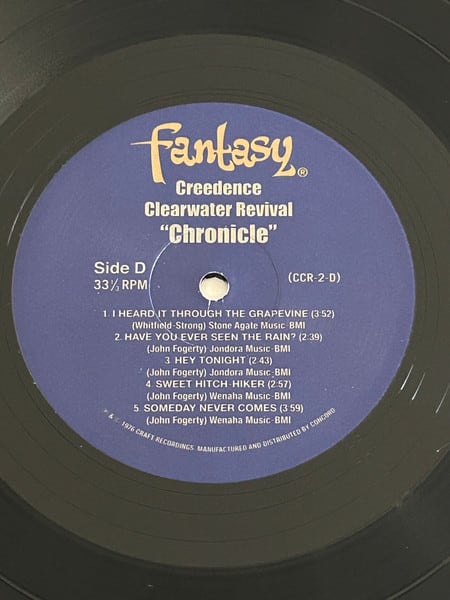 Fantasy®
Creedence
Clearwater Revival
“Chronicle”
Side D
33⅓ RPM
(CCR-2-D)
1. I HEARD IT THROUGH THE GRAPEVINE (3:52)
(Whitfield-Strong) Stone Agate Music-BMI
2. HAVE YOU EVER SEEN THE RAIN? (2:39)
(John Fogerty) Jondora Music-BMI
3. HEY TONIGHT (2:43)
(John Fogerty) Jondora Music-BMI
4. SWEET HITCH-HIKER (2:57)
(John Fogerty) Wenaha Music-BMI
5. SOMEDAY NEVER COMES (3:59)
(John Fogerty) Wenaha Music-BMI
℗ & © 1976 CRAFT RECORDINGS. MANUFACTURED AND DISTRIBUTED BY CONCORD